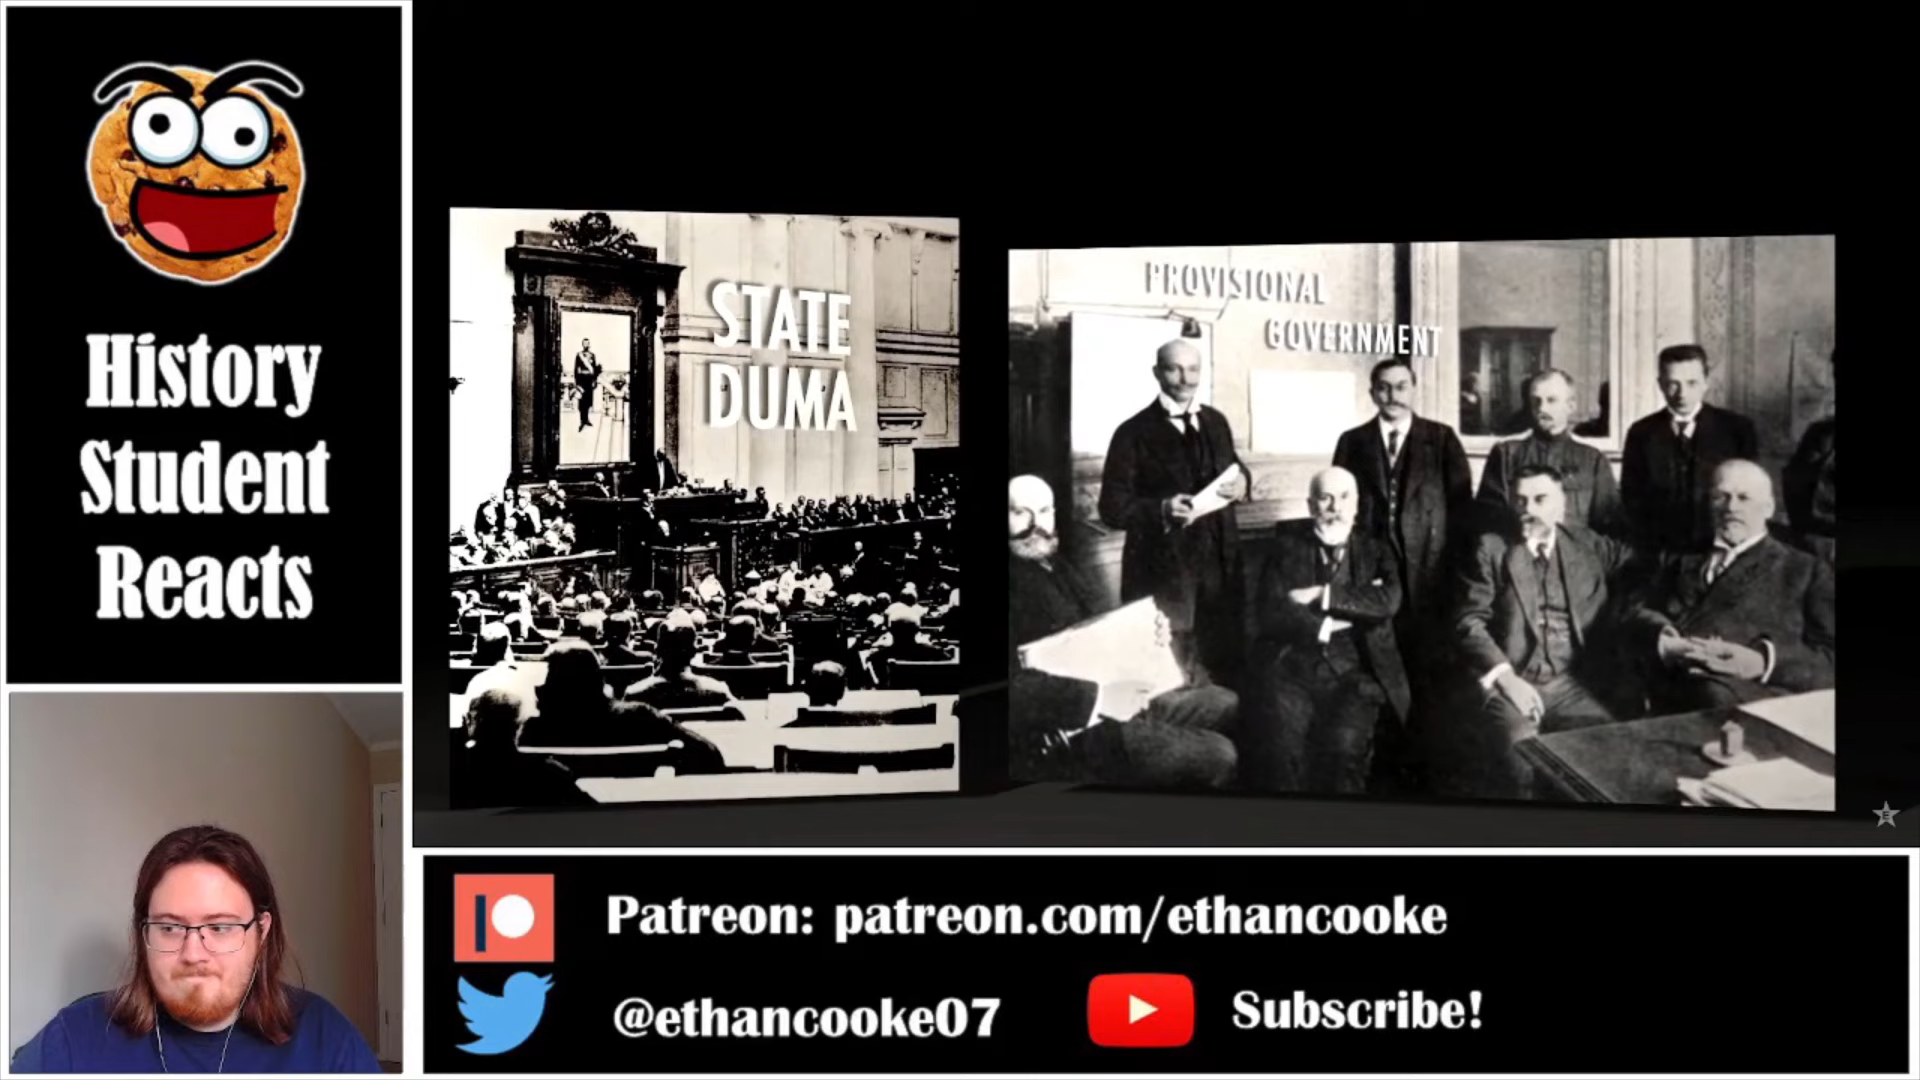 History
Student
Reacts
STATE
DUMA
PROVISIONAL
GOVERNMENT
Patreon: patreon.com/ethancooke
@ethancooke07
Subscribe!